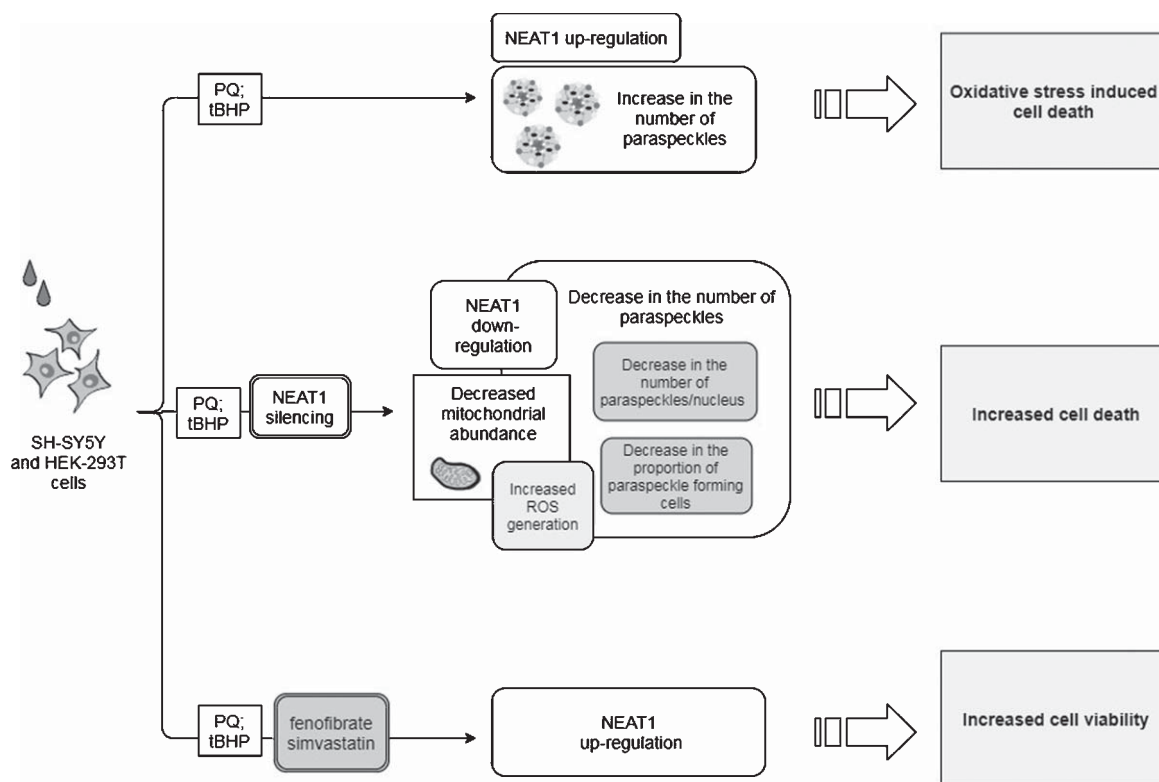 NEAT1 up-regulation
PQ;
tBHP
Increase in the
number of
paraspeckles
Oxidative stress induced
cell death
SH-SY5Y
and HEK-293T
cells
PQ;
tBHP
NEAT1
silencing
NEAT1
down-
regulation
Decreased
mitochondrial
abundance
Increased
ROS
generation
Decrease in the number of
paraspeckles
Decrease in the
number of
paraspeckles/nucleus
Decrease in the
proportion of
paraspeckle forming
cells
Increased cell death
PQ;
tBHP
fenofibrate
simvastatin
NEAT1
up-regulation
Increased cell viability